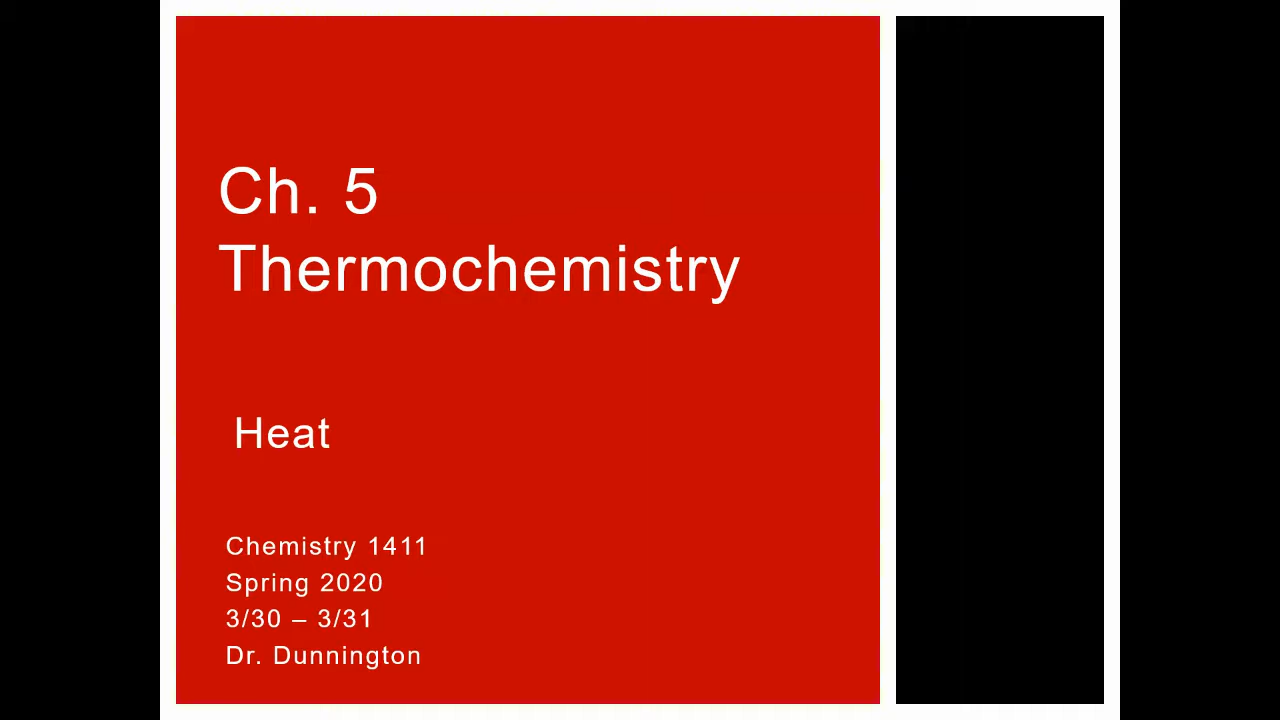 Ch. 5
Thermochemistry
Heat
Chemistry 1411
Spring 2020
3/30 – 3/31
Dr. Dunnington